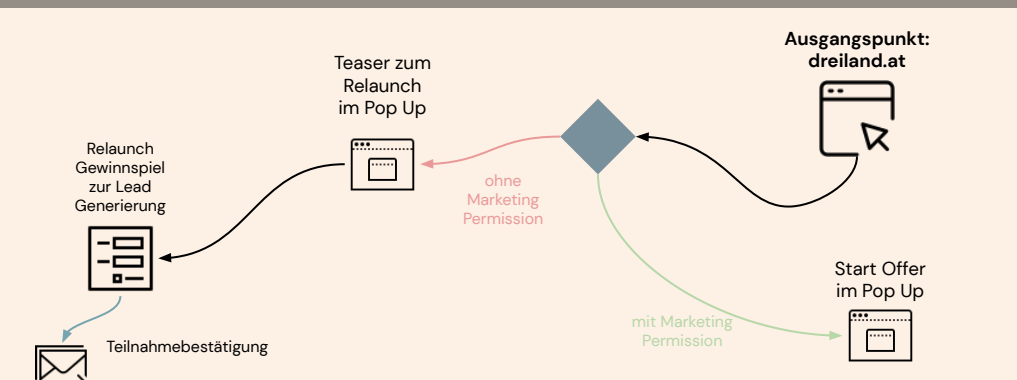 Ausgangspunkt:
dreiland.at
Teaser zum
Relaunch
im Pop Up
Relaunch
Gewinnspiel
zur Lead
Generierung
ohne
Marketing
Permission
Start Offer
im Pop Up
mit Marketing
Permission
Teilnahmebestätigung